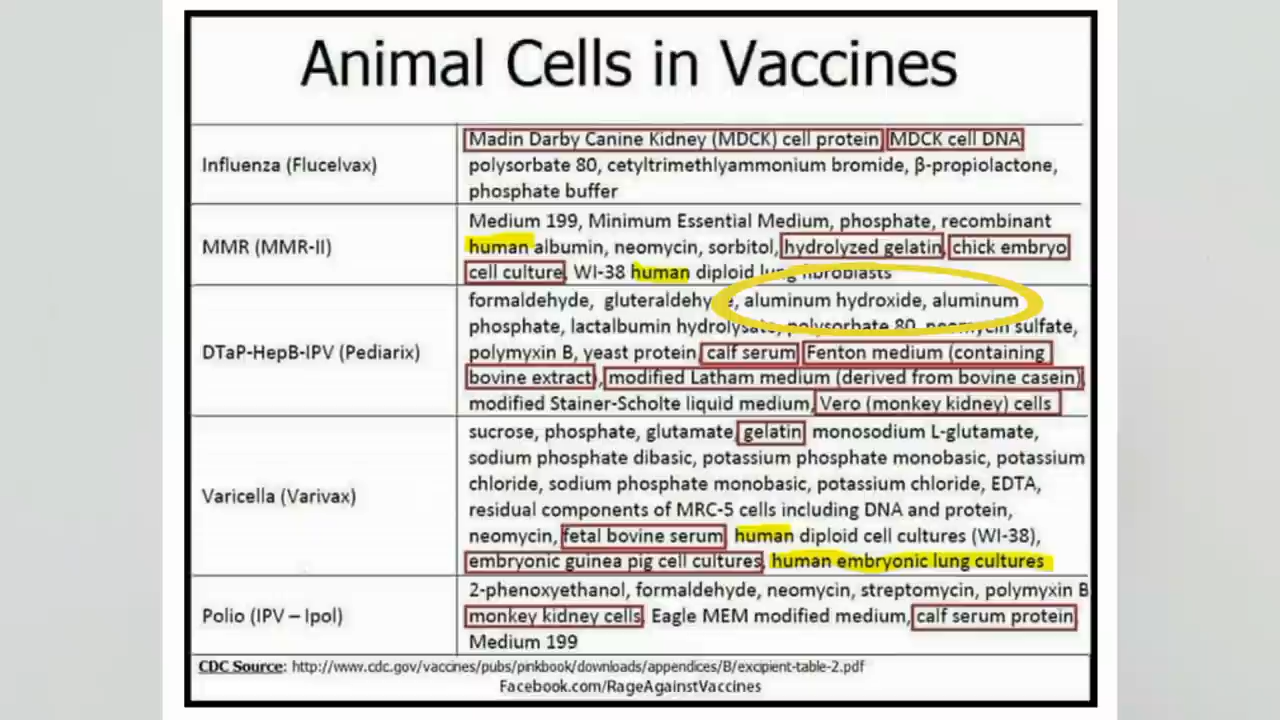 Animal Cells in Vaccines
Influenza (Flucelvax)
Madin Darby Canine Kidney (MDCK) cell protein, MDCK cell DNA
polysorbate 80, cetyltrimethlyammonium bromide, β-propiolactone,
phosphate buffer
MMR (MMR-II)
Medium 199, Minimum Essential Medium, phosphate, recombinant
human albumin, neomycin, sorbitol, hydrolyzed gelatin, chick embryo
cell culture, WI-38 human diploid lung fibroblasts
DTaP-HepB-IPV (Pediarix)
formaldehyde, gluteraldehyde, aluminum hydroxide, aluminum
phosphate, lactalbumin hydrolysate, polysorbate 80, neomycin sulfate,
polymyxin B, yeast protein, calf serum, Fenton medium (containing
bovine extract), modified Latham medium (derived from bovine casein),
modified Stainer-Scholte liquid medium, Vero (monkey kidney) cells
Varicella (Varivax)
sucrose, phosphate, glutamate, gelatin, monosodium L-glutamate,
sodium phosphate dibasic, potassium phosphate monobasic, potassium
chloride, sodium phosphate monobasic, potassium chloride, EDTA,
residual components of MRC-5 cells including DNA and protein,
neomycin, fetal bovine serum, human diploid cell cultures (WI-38),
embryonic guinea pig cell cultures, human embryonic lung cultures
Polio (IPV – Ipol)
2-phenoxyethanol, formaldehyde, neomycin, streptomycin, polymyxin B
monkey kidney cells, Eagle MEM modified medium, calf serum protein,
Medium 199
CDC Source: http://www.cdc.gov/vaccines/pubs/pinkbook/downloads/appendices/B/excipient-table-2.pdf
Facebook.com/RageAgainstVaccines